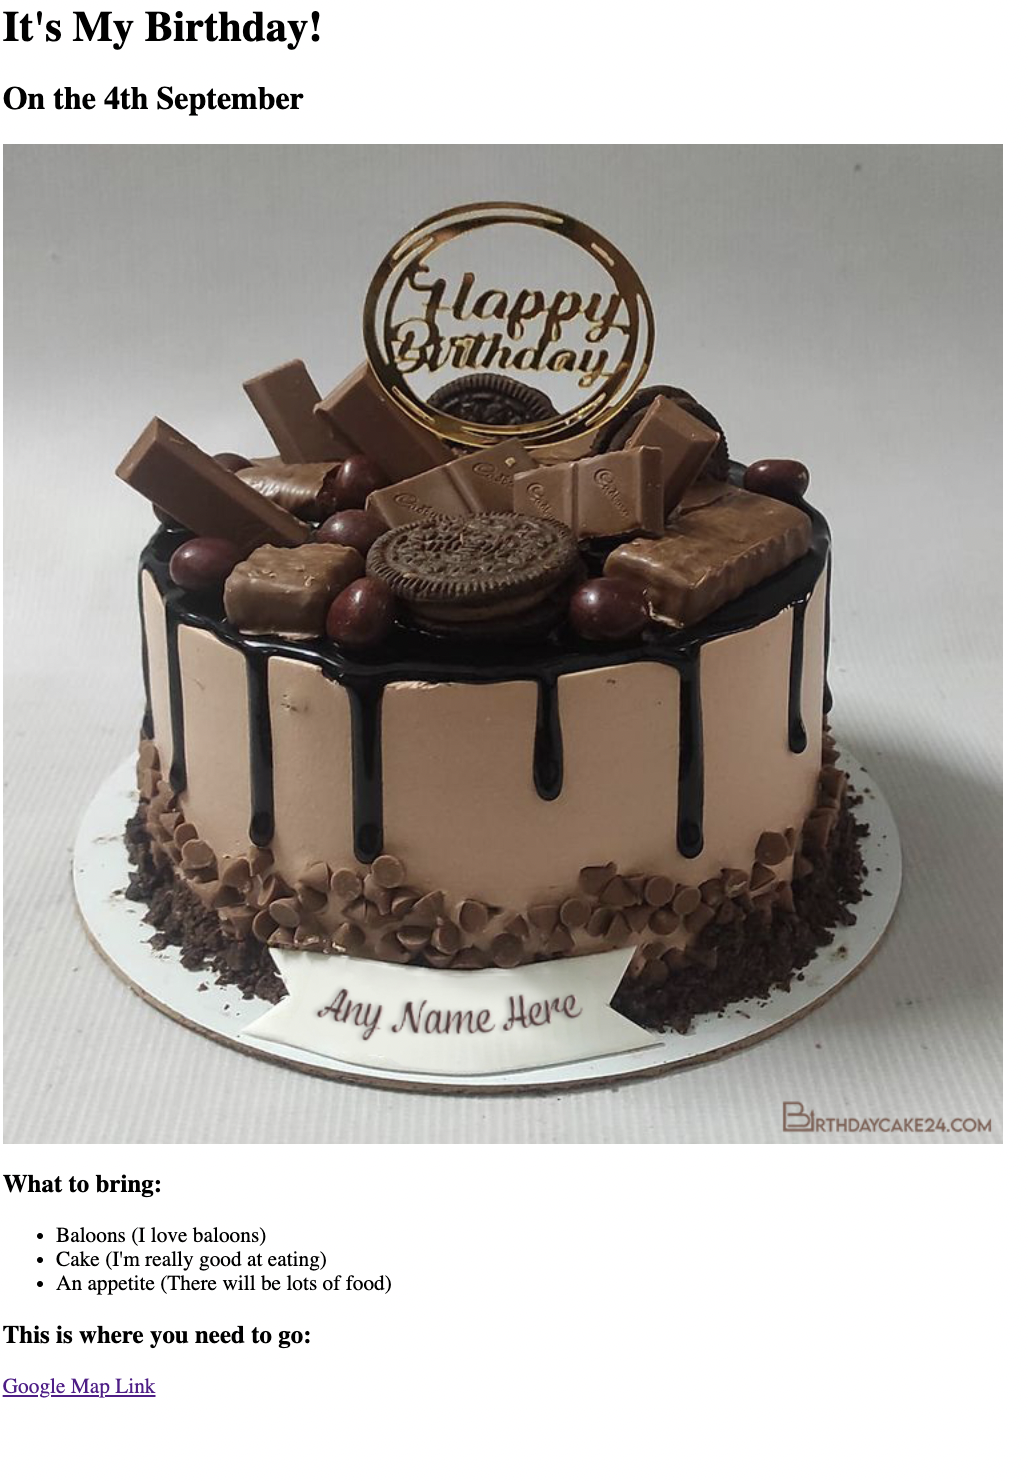 It's My Birthday!
On the 4th September
Happy
Birthday
Cadbury
Any Name Here
BIRTHDAYCAKE24.COM
What to bring:
Baloons (I love baloons)
Cake (I'm really good at eating)
An appetite (There will be lots of food)
This is where you need to go:
Google Map Link